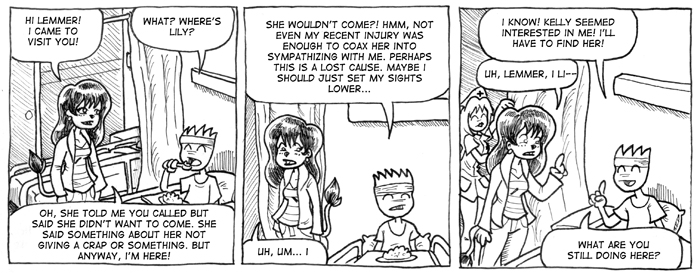 HI LEMMER!
I CAME TO
VISIT YOU!
WHAT? WHERE'S
LILY?
OH, SHE TOLD ME YOU CALLED BUT
SAID SHE DIDN'T WANT TO COME. SHE
SAID SOMETHING ABOUT HER NOT
GIVING A CRAP OR SOMETHING. BUT
ANYWAY, I'M HERE!
SHE WOULDN'T COME?! HMM, NOT
EVEN MY RECENT INJURY WAS
ENOUGH TO COAX HER INTO
SYMPATHIZING WITH ME. PERHAPS
THIS IS A LOST CAUSE. MAYBE I
SHOULD JUST SET MY SIGHTS
LOWER...
UH, UM... I
I KNOW! KELLY SEEMED
INTERESTED IN ME! I'LL
HAVE TO FIND HER!
UH, LEMMER, I LI--
WHAT ARE YOU
STILL DOING HERE?